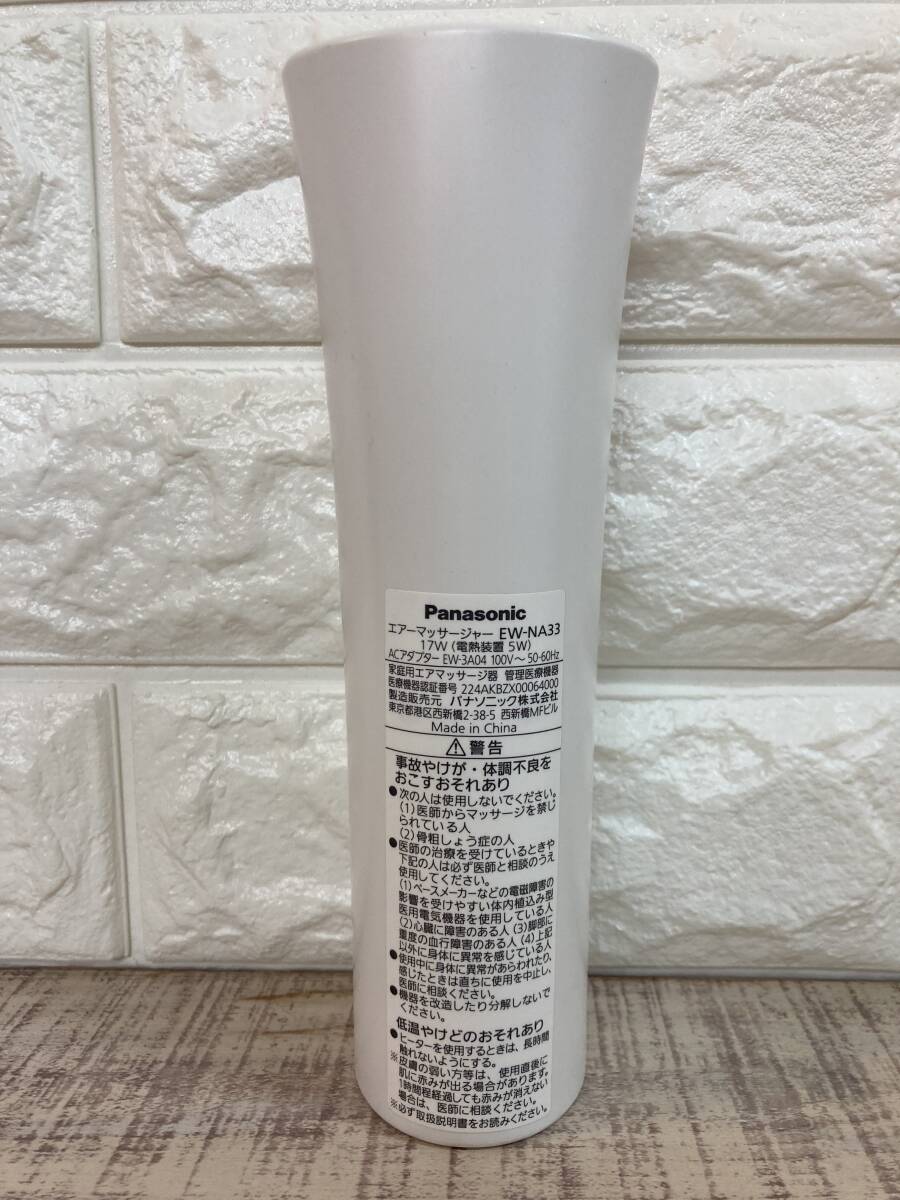 Panasonic
エアーマッサージャー EW-NA33
17W (電熱装置 5W)
ACアダプター EW-3A04 100V～50-60Hz
家庭用エアマッサージ器 管理医療機器
医療機器認証番号 224AKBZX00064000
製造販売元 パナソニック株式会社
東京都港区西新橋2-38-5 西新橋MFビル
Made in China
⚠警告
事故やけが・体調不良を
おこすおそれあり
●次の人は使用しないでください。
(1)医師からマッサージを禁じ
られている人
(2)骨粗しょう症の人
●医師の治療を受けているときや
下記の人は必ず医師と相談のうえ
使用してください。
(1)ペースメーカーなどの電磁障害の
影響を受けやすい体内植込み型
医用電気機器を使用している人
(2)心臓に障害のある人 (3)脚部に
重度の血行障害のある人 (4)上記
以外に身体に異常を感じている人
●使用中に身体に異常があらわれたり、
感じたときは直ちに使用を中止し、
医師に相談ください。
●機器を改造したり分解しないで
ください。
低温やけどのおそれあり
●ヒーターを使用するときは、長時間
触れないようにする。
※皮膚の弱い方等は、使用直後に
肌に赤みが出る場合があります。
1時間程経過しても赤みが消えない
場合は、医師に相談ください。
※必ず取扱説明書をお読みください。